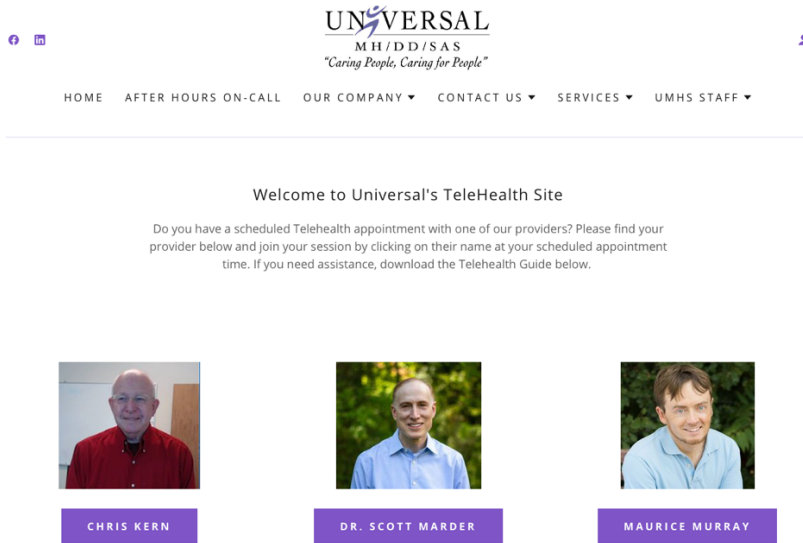 UNIVERSAL
MH/DD/SAS
"Caring People, Caring for People"
HOME AFTER HOURS ON-CALL OUR COMPANY CONTACT US SERVICES UMHS STAFF
Welcome to Universal's TeleHealth Site
Do you have a scheduled Telehealth appointment with one of our providers? Please find your
provider below and join your session by clicking on their name at your scheduled appointment
time. If you need assistance, download the Telehealth Guide below.
CHRIS KERN DR. SCOTT MARDER MAURICE MURRAY